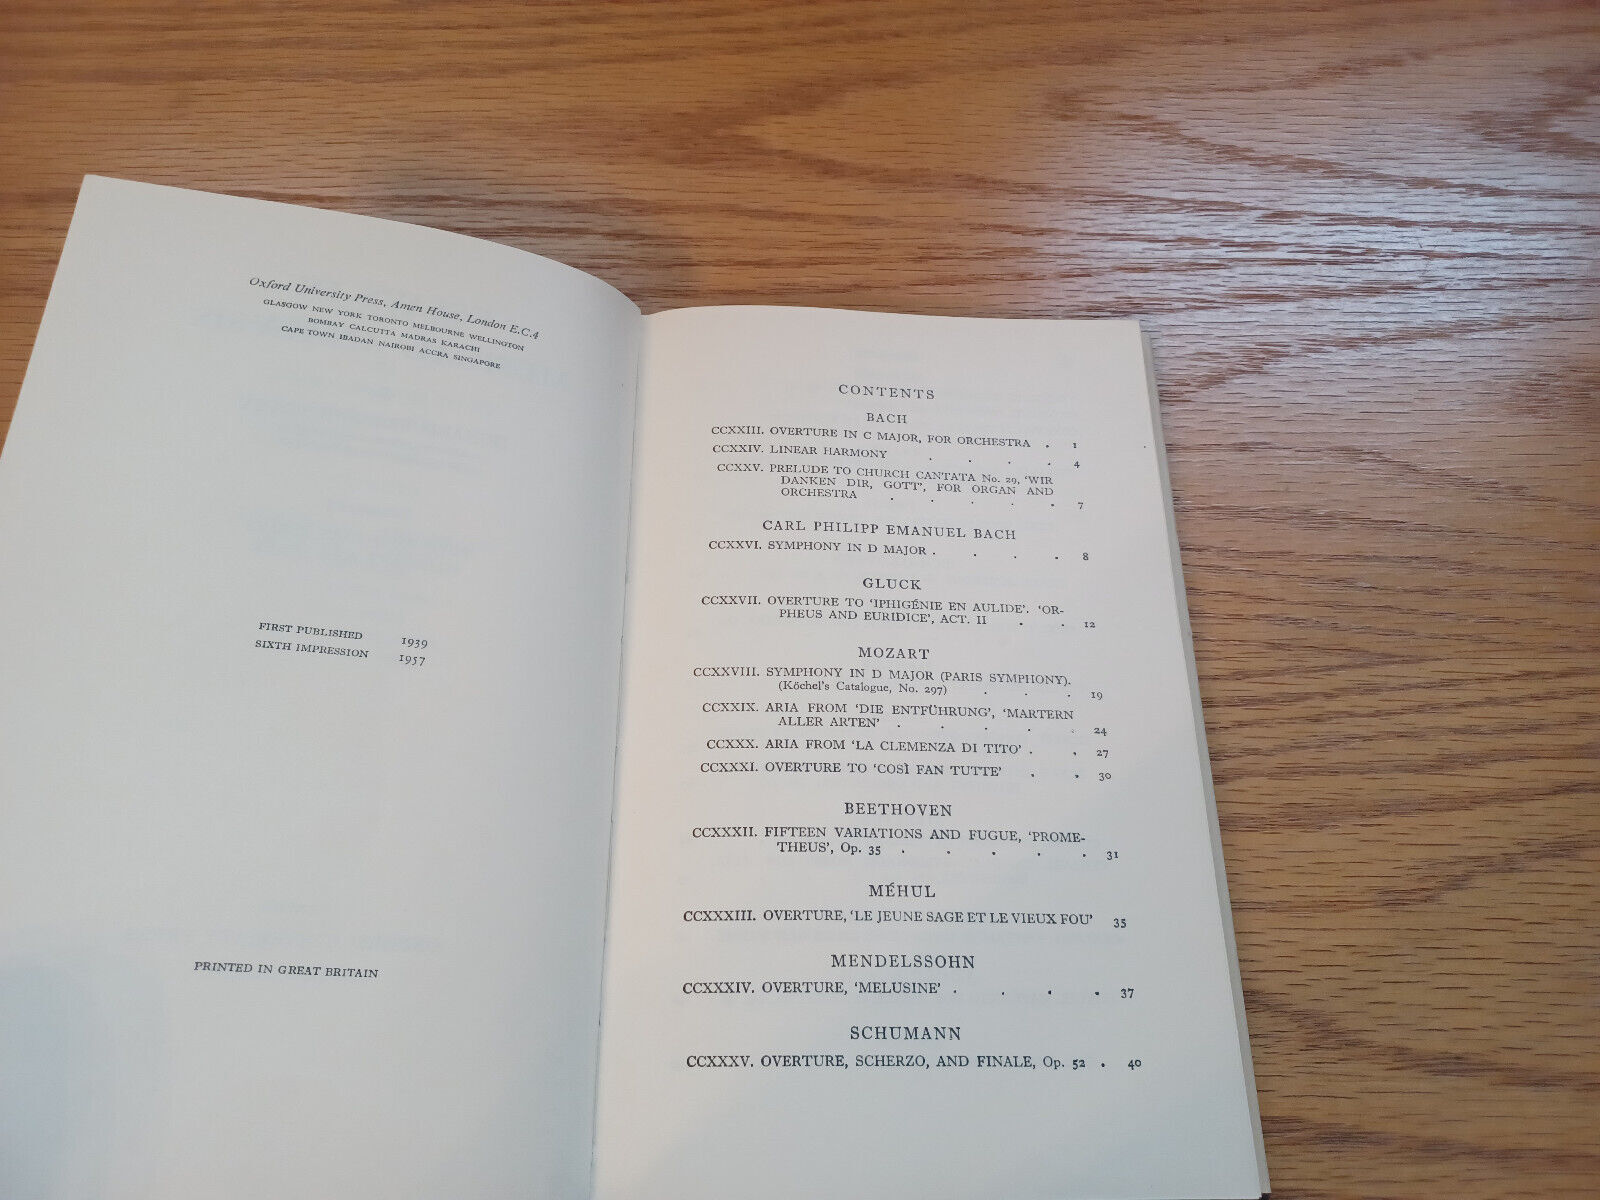 Oxford University Press, Amen House, London E.C.4
GLASGOW NEW YORK TORONTO MELBOURNE WELLINGTON
BOMBAY CALCUTTA MADRAS KARACHI
CAPE TOWN IBADAN NAIROBI ACCRA SINGAPORE
FIRST PUBLISHED 1939
SIXTH IMPRESSION 1957
PRINTED IN GREAT BRITAIN
CONTENTS
BACH
CCXXIII. OVERTURE IN C MAJOR, FOR ORCHESTRA . 1
CCXXIV. LINEAR HARMONY . . . . 4
CCXXV. PRELUDE TO CHURCH CANTATA No. 29, 'WIR
DANKEN DIR, GOTT', FOR ORGAN AND
ORCHESTRA . . . . . 7
CARL PHILIPP EMANUEL BACH
CCXXVI. SYMPHONY IN D MAJOR . . . . 8
GLUCK
CCXXVII. OVERTURE TO 'IPHIGÉNIE EN AULIDE'. 'OR-
PHEUS AND EURIDICE', ACT. II . . 12
MOZART
CCXXVIII. SYMPHONY IN D MAJOR (PARIS SYMPHONY).
(Köchel's Catalogue, No. 297) . . . 19
CCXXIX. ARIA FROM 'DIE ENTFÜHRUNG', 'MARTERN
ALLER ARTEN' . . . . . 24
CCXXX. ARIA FROM 'LA CLEMENZA DI TITO' . . 27
CCXXXI. OVERTURE TO 'COSÌ FAN TUTTE' . . 30
BEETHOVEN
CCXXXII. FIFTEEN VARIATIONS AND FUGUE, 'PROME-
THEUS', Op. 35 . . . . . 31
MÉHUL
CCXXXIII. OVERTURE, 'LE JEUNE SAGE ET LE VIEUX FOU' 35
MENDELSSOHN
CCXXXIV. OVERTURE, 'MELUSINE' . . . . 37
SCHUMANN
CCXXXV. OVERTURE, SCHERZO, AND FINALE, Op. 52 . 40